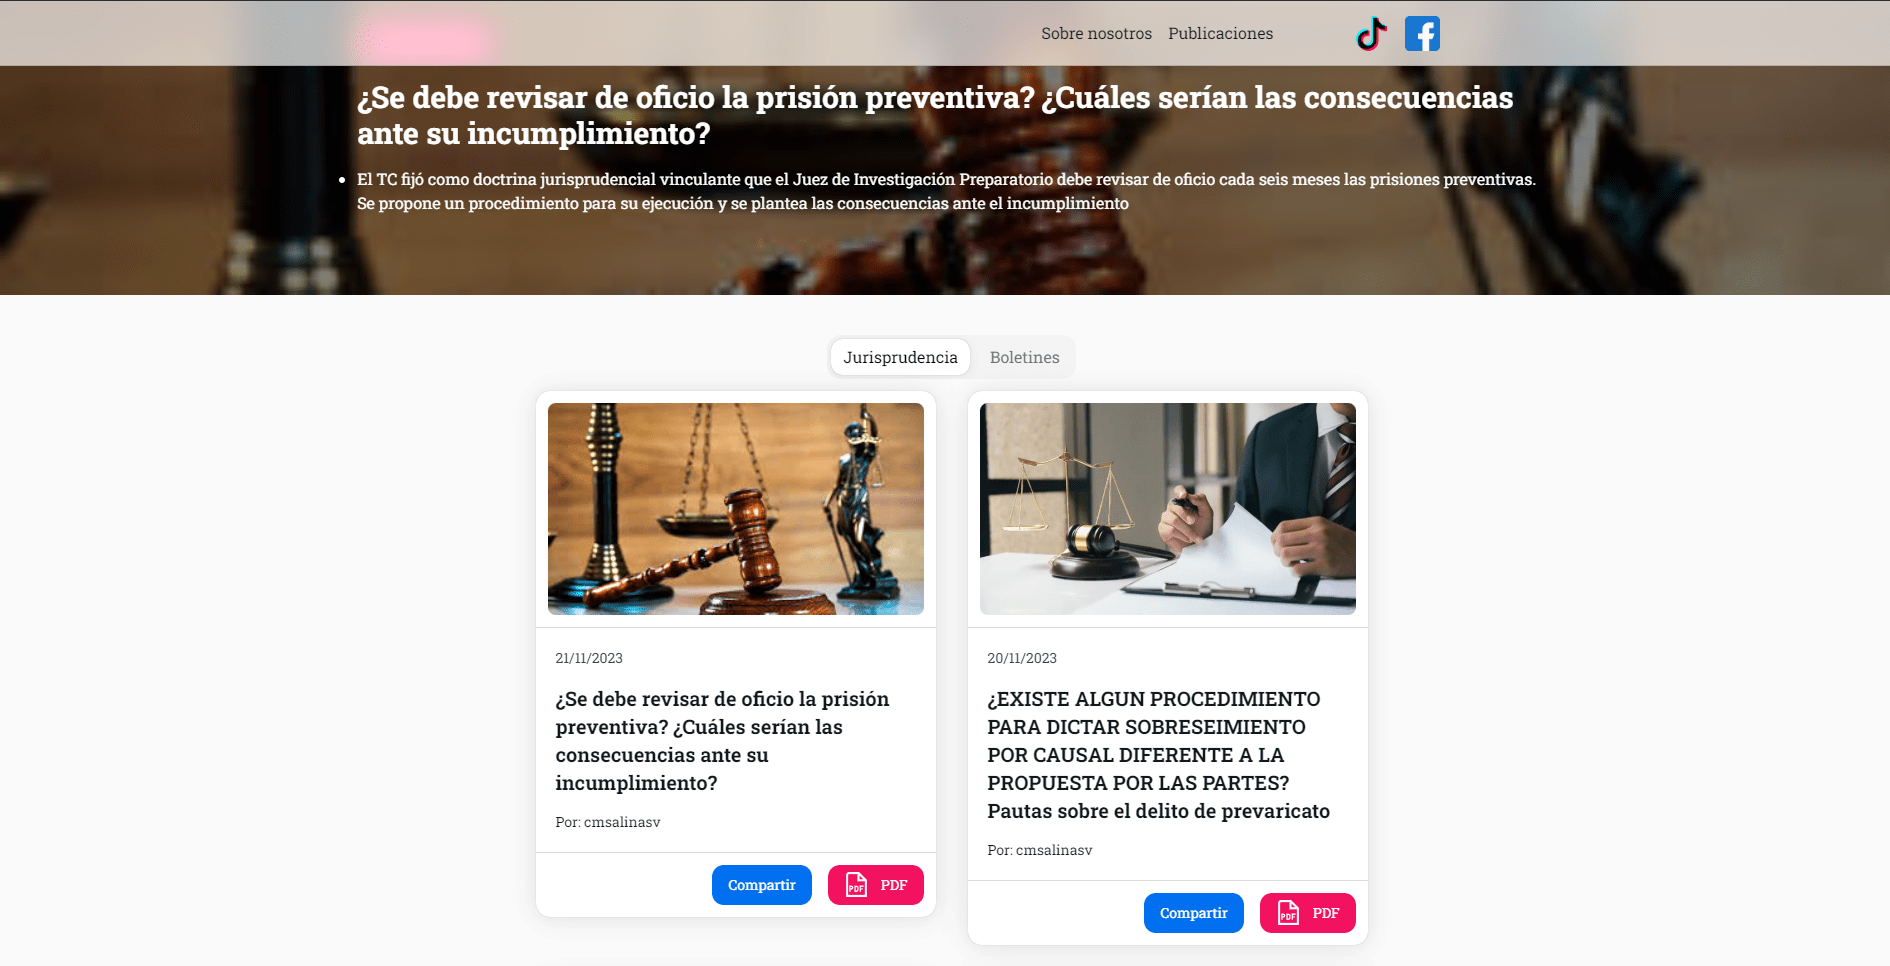 Sobre nosotros Publicaciones
¿Se debe revisar de oficio la prisión preventiva? ¿Cuáles serían las consecuencias
ante su incumplimiento?
El TC fijó como doctrina jurisprudencial vinculante que el Juez de Investigación Preparatorio debe revisar de oficio cada seis meses las prisiones preventivas.
Se propone un procedimiento para su ejecución y se plantea las consecuencias ante el incumplimiento
Jurisprudencia Boletines
21/11/2023
¿Se debe revisar de oficio la prisión
preventiva? ¿Cuáles serían las
consecuencias ante su
incumplimiento?
Por: cmsalinasv
Compartir
PDF PDF
20/11/2023
¿EXISTE ALGUN PROCEDIMIENTO
PARA DICTAR SOBRESEIMIENTO
POR CAUSAL DIFERENTE A LA
PROPUESTA POR LAS PARTES?
Pautas sobre el delito de prevaricato
Por: cmsalinasv
Compartir
PDF PDF